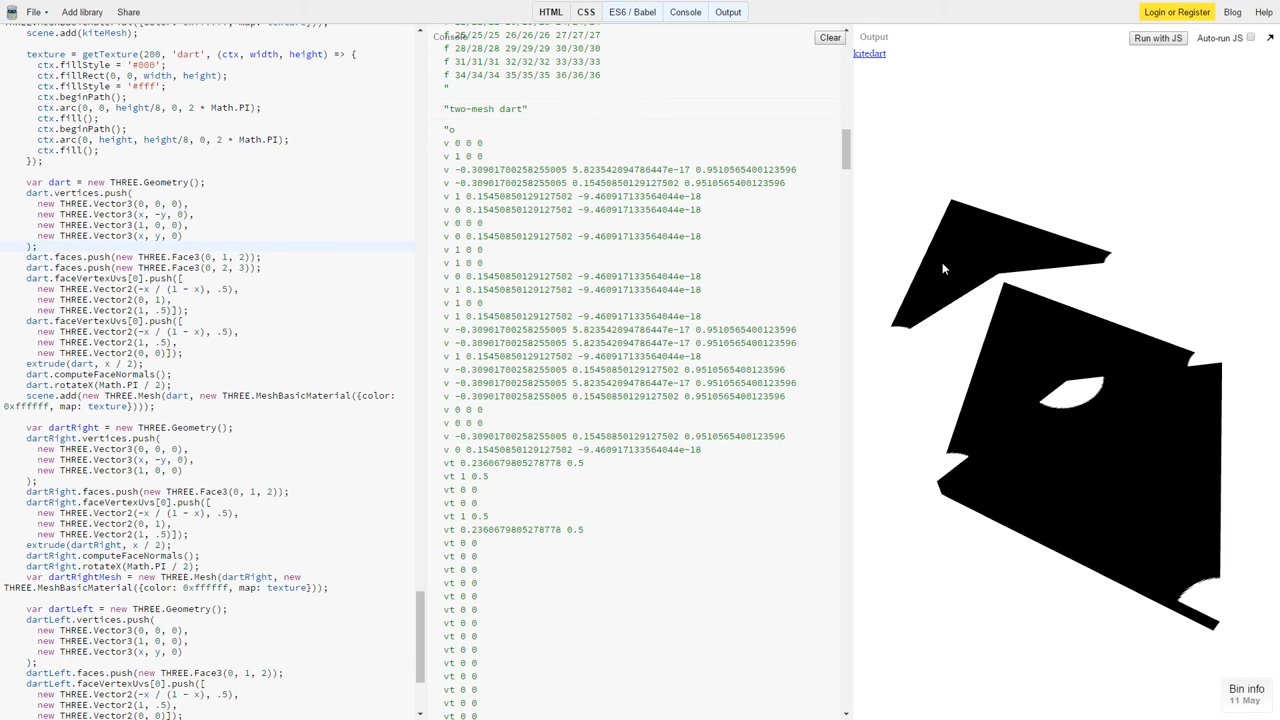 File
Add library
Share
HTML
CSS
ES6 / Babel
Console
Output
Login or Register
Blog
Help
scene.add(kiteMesh);
texture = getTexture(200, 'dart', (ctx, width, height) => {
ctx.fillStyle = '#000';
ctx.fillRect(0, 0, width, height);
ctx.fillStyle = '#fff';
ctx.beginPath();
ctx.arc(0, 0, height/8, 0, 2 * Math.PI);
ctx.fill();
ctx.beginPath();
ctx.arc(0, height, height/8, 0, 2 * Math.PI);
ctx.fill();
});
var dart = new THREE.Geometry();
dart.vertices.push(
new THREE.Vector3(0, 0, 0),
new THREE.Vector3(x, -y, 0),
new THREE.Vector3(1, 0, 0),
new THREE.Vector3(x, y, 0)
);
dart.faces.push(new THREE.Face3(0, 1, 2));
dart.faces.push(new THREE.Face3(0, 2, 3));
dart.faceVertexUvs[0].push([
new THREE.Vector2(-x / (1 - x), .5),
new THREE.Vector2(0, 1),
new THREE.Vector2(1, .5)]);
dart.faceVertexUvs[0].push([
new THREE.Vector2(-x / (1 - x), .5),
new THREE.Vector2(1, .5),
new THREE.Vector2(0, 0)]);
extrude(dart, x / 2);
dart.computeFaceNormals();
dart.rotateX(Math.PI / 2);
scene.add(new THREE.Mesh(dart, new THREE.MeshBasicMaterial({color:
0xffffff, map: texture})));
var dartRight = new THREE.Geometry();
dartRight.vertices.push(
new THREE.Vector3(0, 0, 0),
new THREE.Vector3(x, -y, 0),
new THREE.Vector3(1, 0, 0)
);
dartRight.faces.push(new THREE.Face3(0, 1, 2));
dartRight.faceVertexUvs[0].push([
new THREE.Vector2(-x / (1 - x), .5),
new THREE.Vector2(0, 1),
new THREE.Vector2(1, .5)]);
extrude(dartRight, x / 2);
dartRight.computeFaceNormals();
dartRight.rotateX(Math.PI / 2);
var dartRightMesh = new THREE.Mesh(dartRight, new
THREE.MeshBasicMaterial({color: 0xffffff, map: texture}));
var dartLeft = new THREE.Geometry();
dartLeft.vertices.push(
new THREE.Vector3(0, 0, 0),
new THREE.Vector3(1, 0, 0),
new THREE.Vector3(x, y, 0)
);
dartLeft.faces.push(new THREE.Face3(0, 1, 2));
dartLeft.faceVertexUvs[0].push([
new THREE.Vector2(-x / (1 - x), .5),
new THREE.Vector2(1, .5),
new THREE.Vector2(0, 0)]);
Console
Clear
f 25/25/25 26/26/26 27/27/27
f 28/28/28 29/29/29 30/30/30
f 31/31/31 32/32/32 33/33/33
f 34/34/34 35/35/35 36/36/36
"
"two-mesh dart"
"o
v 0 0 0
v 1 0 0
v -0.30901700258255005 5.823542094786447e-17 0.9510565400123596
v -0.30901700258255005 0.15450850129127502 0.9510565400123596
v 1 0.15450850129127502 -9.460917133564044e-18
v 0 0.15450850129127502 -9.460917133564044e-18
v 0 0 0
v 0 0.15450850129127502 -9.460917133564044e-18
v 1 0 0
v 1 0 0
v 0 0.15450850129127502 -9.460917133564044e-18
v 1 0.15450850129127502 -9.460917133564044e-18
v 1 0 0
v 1 0.15450850129127502 -9.460917133564044e-18
v -0.30901700258255005 5.823542094786447e-17 0.9510565400123596
v -0.30901700258255005 5.823542094786447e-17 0.9510565400123596
v 1 0.15450850129127502 -9.460917133564044e-18
v -0.30901700258255005 0.15450850129127502 0.9510565400123596
v -0.30901700258255005 5.823542094786447e-17 0.9510565400123596
v -0.30901700258255005 0.15450850129127502 0.9510565400123596
v 0 0 0
v 0 0 0
v -0.30901700258255005 0.15450850129127502 0.9510565400123596
v 0 0.15450850129127502 -9.460917133564044e-18
vt 0.2360679805278778 0.5
vt 1 0.5
vt 0 0
vt 0 0
vt 1 0.5
vt 0.2360679805278778 0.5
vt 0 0
vt 0 0
vt 0 0
vt 0 0
vt 0 0
vt 0 0
vt 0 0
vt 0 0
vt 0 0
vt 0 0
vt 0 0
vt 0 0
vt 0 0
vt 0 0
Output
Run with JS
Auto-run JS
kitedart
Bin info
11 May